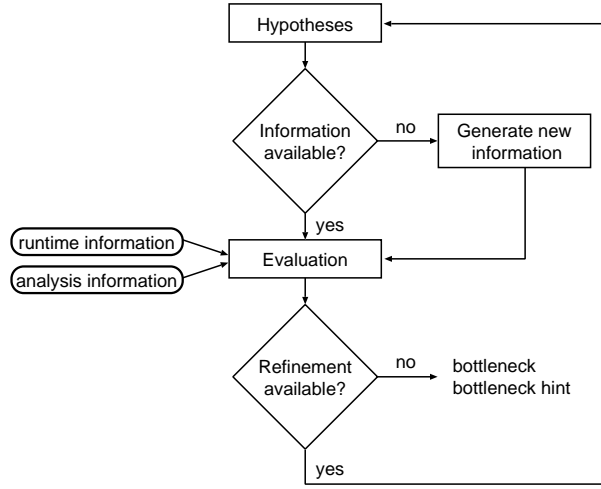 Hypotheses
Information
available?
no
Generate new
information
yes
runtime information
analysis information
Evaluation
Refinement
available?
no
bottleneck
bottleneck hint
yes